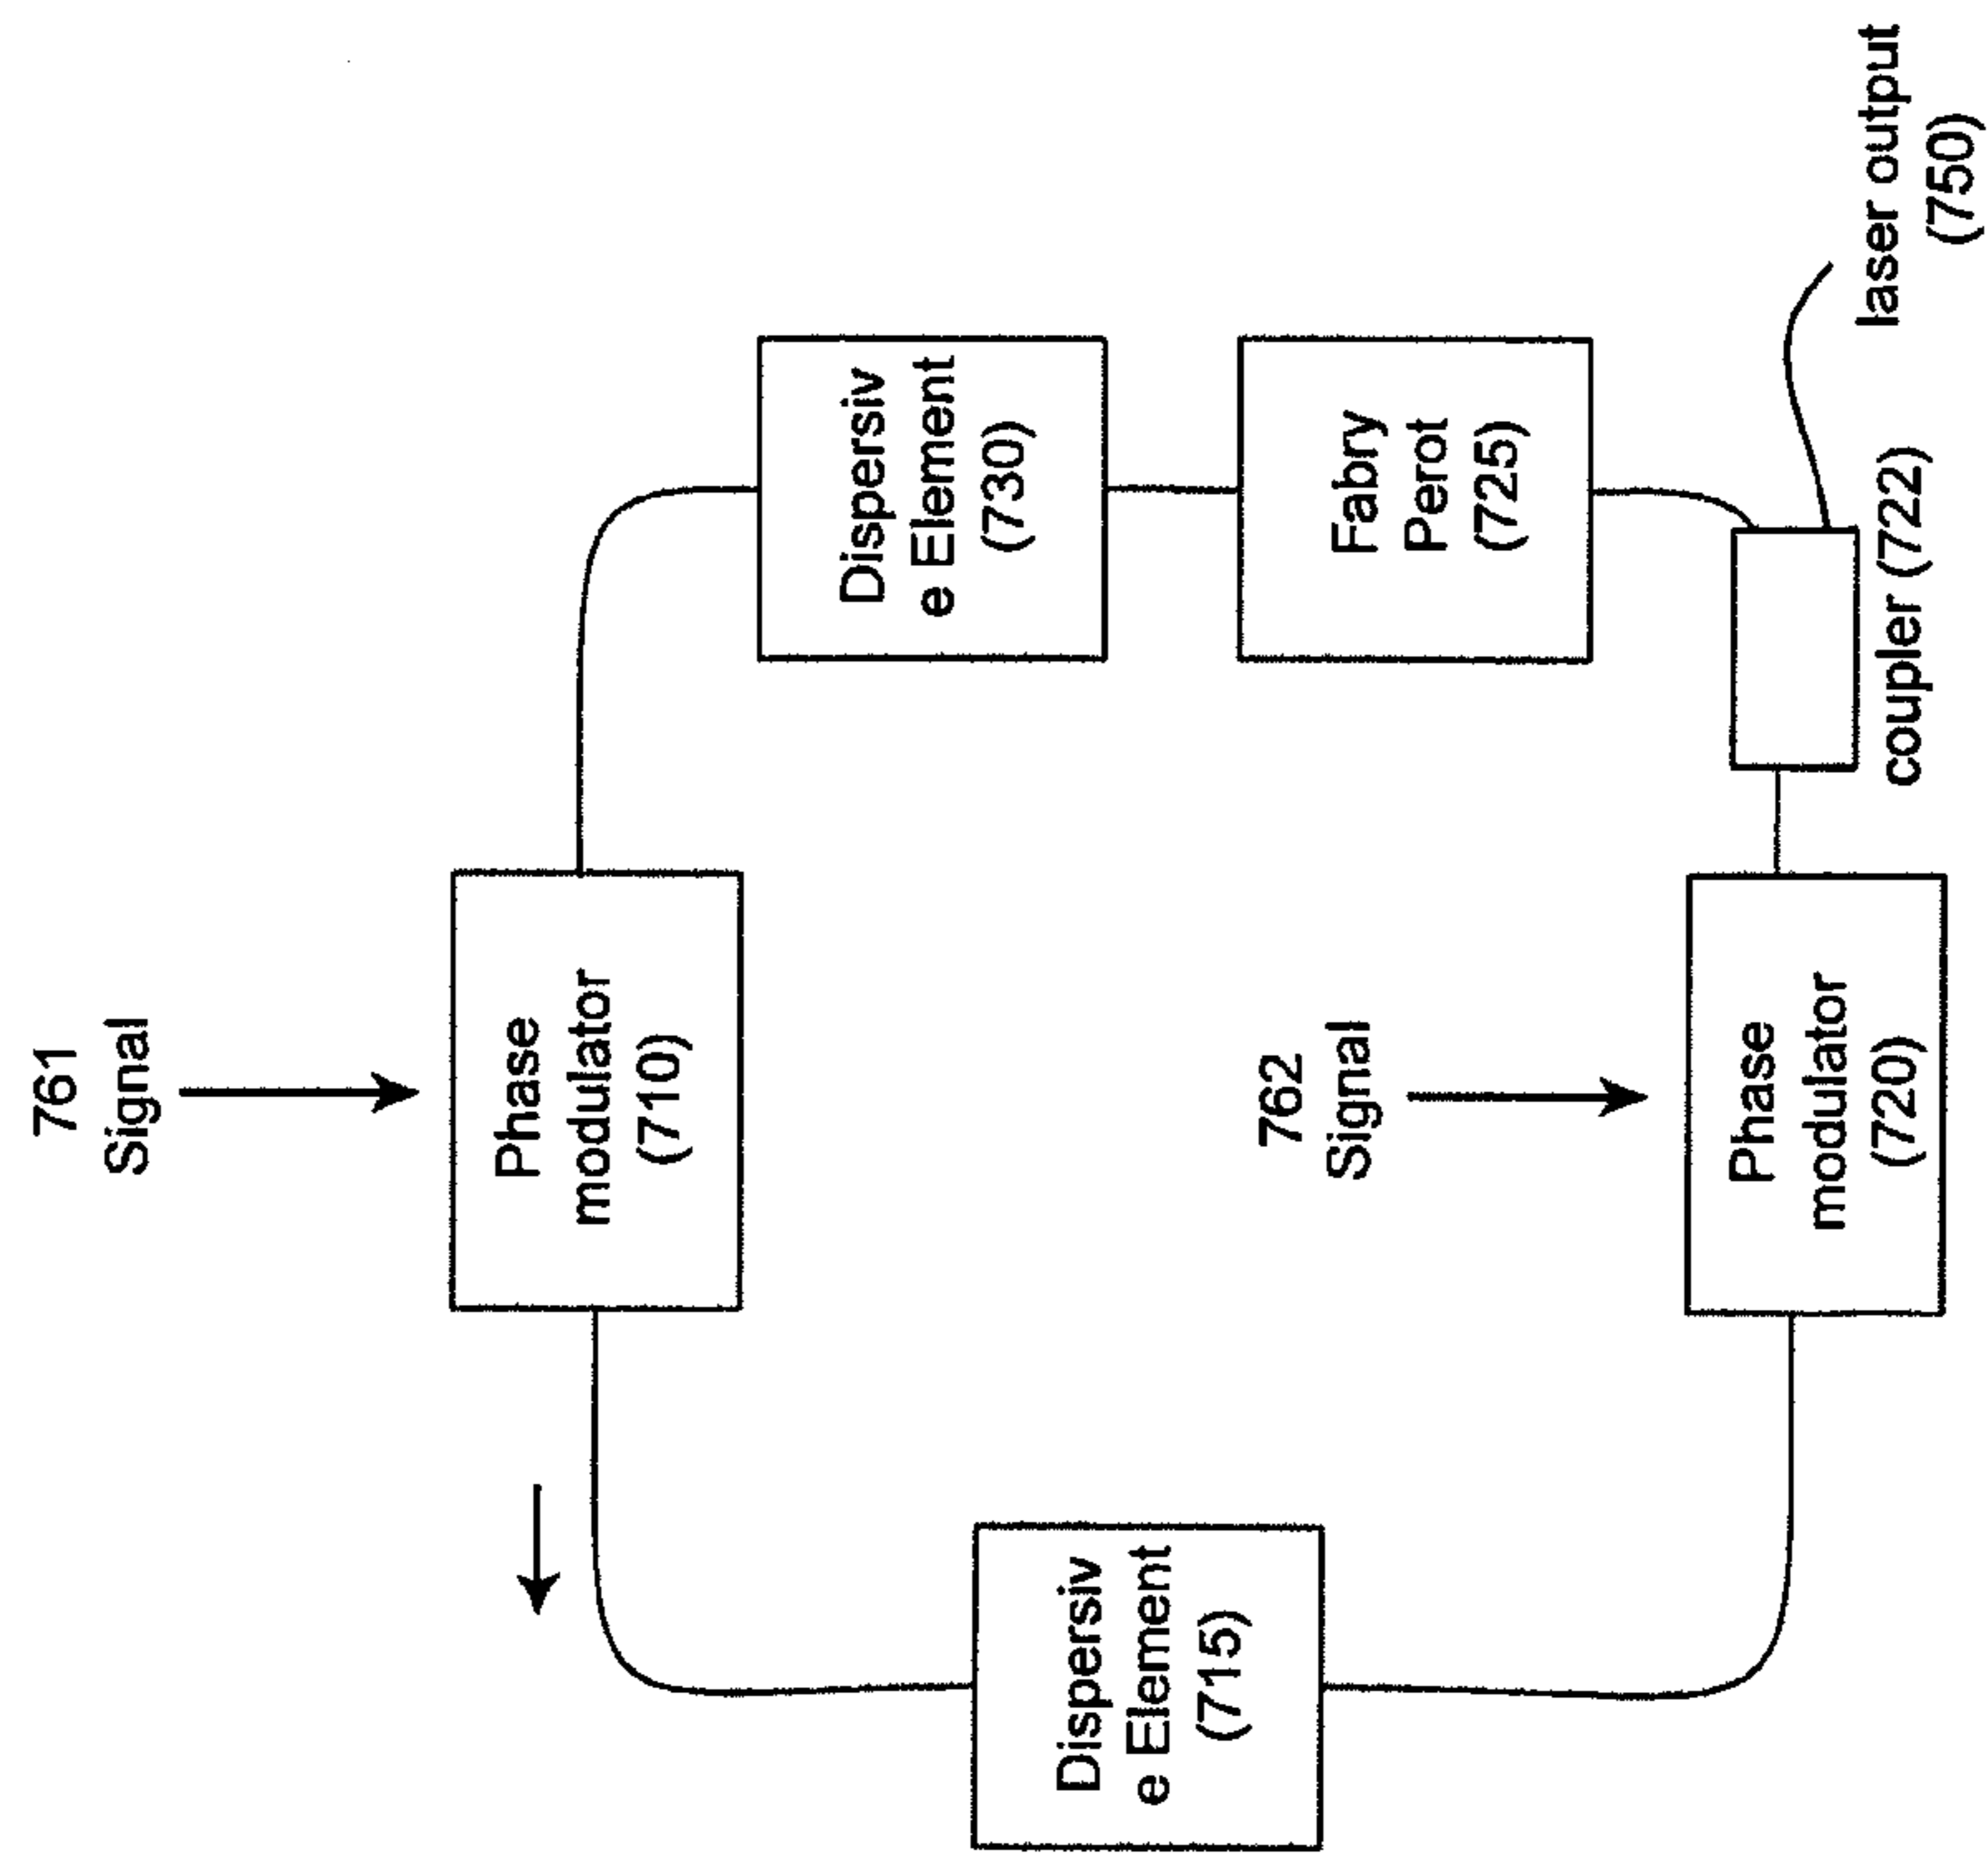 761
Signal
Phase
modulator
(710)
Dispersiv
e Element
(730)
Fabry
Perot
(725)
coupler (722)
laser output
(750)
762
Signal
Phase
modulator
(720)
Dispersiv
e Element
(715)